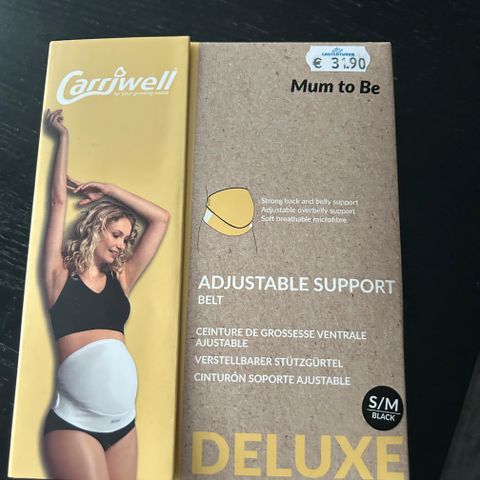 Carriwell
for your growing needs
€ 31.90
Mum to Be
Strong back and belly support
Adjustable overbelly support
Soft breathable microfibre
ADJUSTABLE SUPPORT
BELT
CEINTURE DE GROSSESSE VENTRALE
AJUSTABLE
VERSTELLBARER STÜTZGÜRTEL
CINTURÓN SOPORTE AJUSTABLE
S/M
BLACK
DELUXE